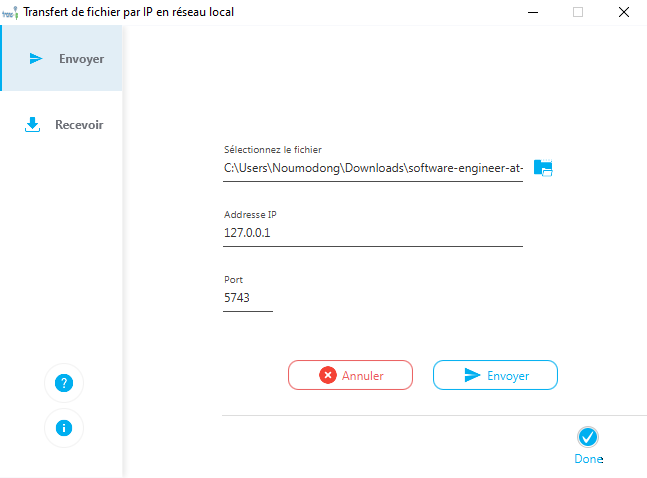 Transfert de fichier par IP en réseau local
Envoyer
Recevoir
Sélectionnez le fichier
C:\Users\Noumodong\Downloads\software-engineer-at-
Addresse IP
127.0.0.1
Port
5743
Annuler
Envoyer
Done